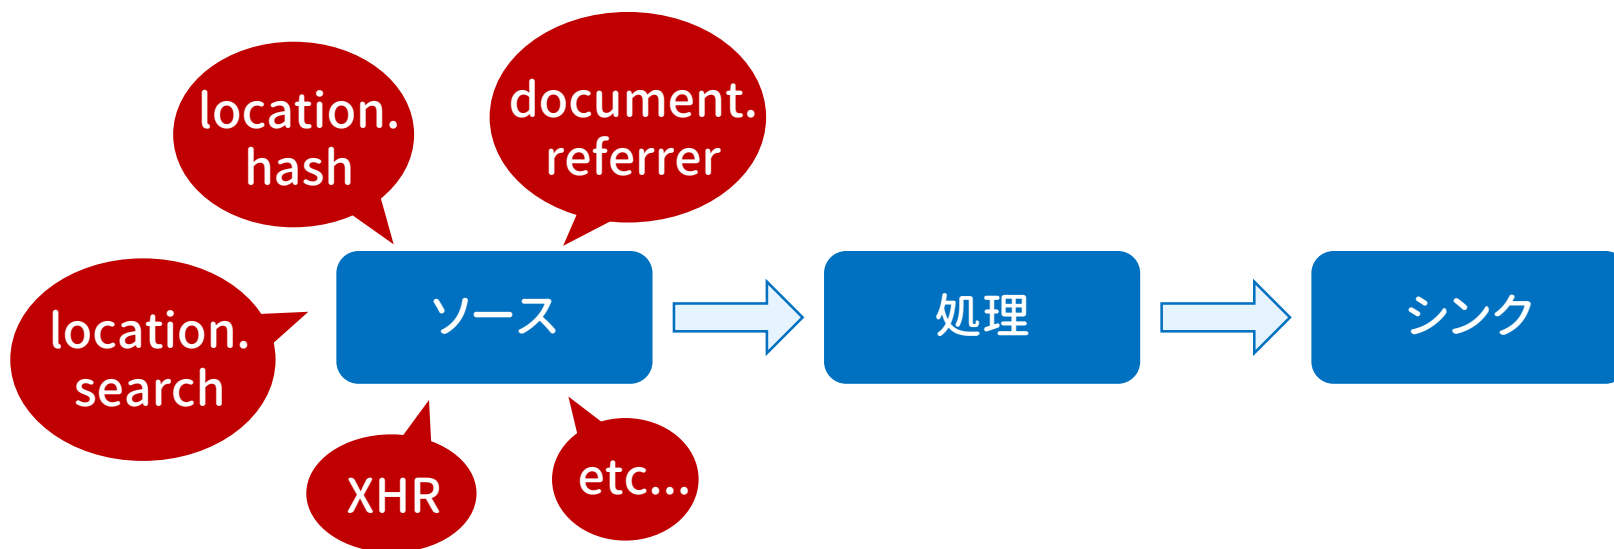 location.
hash
document.
referrer
location.
search
ソース
処理
シンク
XHR
etc...